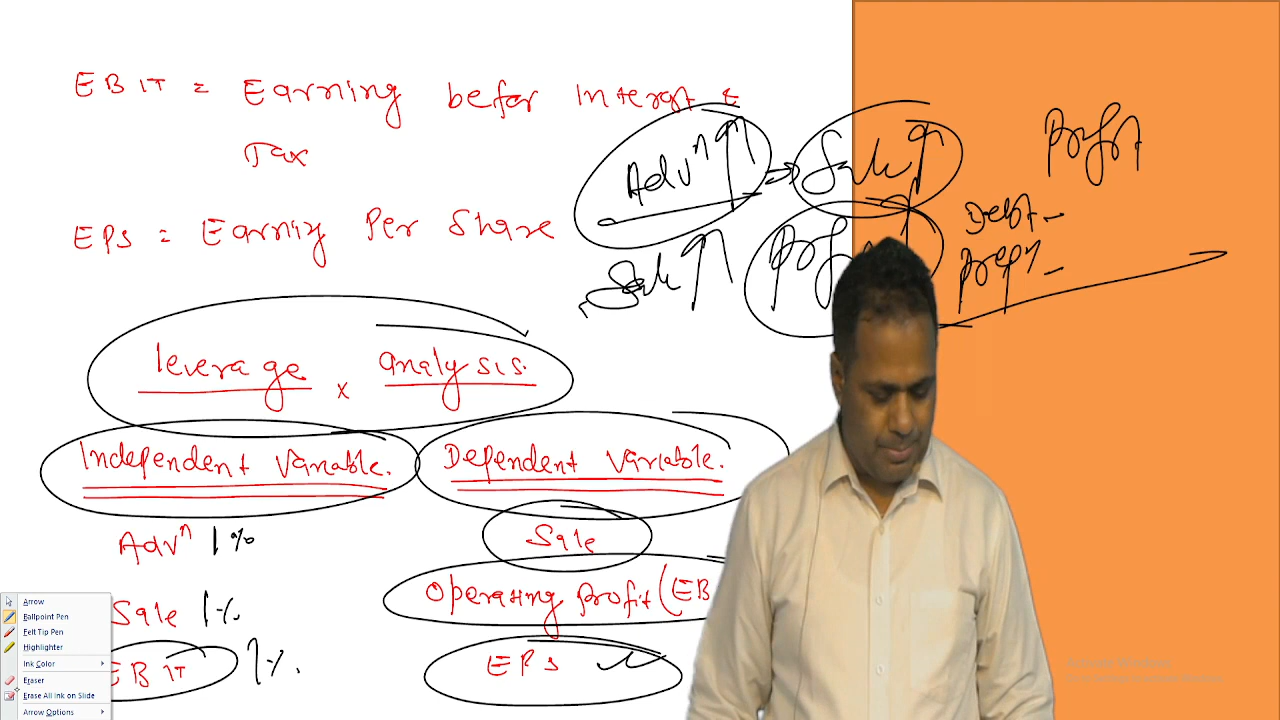 EBIT = Earning befor Interest &
Tax
Advⁿ ↑ → Sale ↑
Profit
EPS = Earning Per Share
Debt -
Sale ↑
leverage x analysis.
Independent Variable.
Dependent Variable.
Advⁿ 1%
Sale
Sale 1%
Operating Profit (EB
EBIT 1%
EPS
Arrow
Ballpoint Pen
Felt Tip Pen
Highlighter
Ink Color
Eraser
Erase All Ink on Slide
Arrow Options